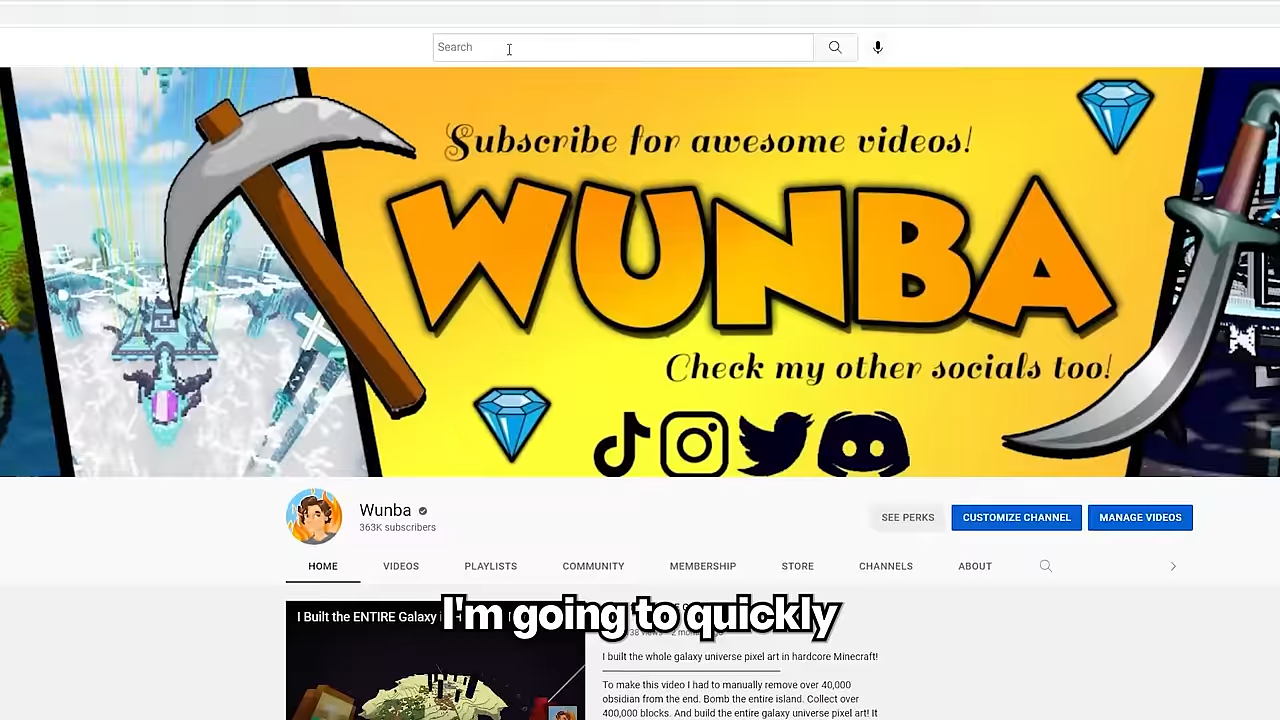 Search
Subscribe for awesome videos!
WUNBA
Check my other socials too!
Wunba
363K subscribers
SEE PERKS
CUSTOMIZE CHANNEL
MANAGE VIDEOS
HOME
VIDEOS
PLAYLISTS
COMMUNITY
MEMBERSHIP
STORE
CHANNELS
ABOUT
I Built the ENTIRE Galaxy
I'm going to quickly
I built the whole galaxy universe pixel art in hardcore Minecraft!
To make this video I had to manually remove over 40,000
obsidian from the end. Bomb the entire island. Collect over
400,000 blocks. And build the entire galaxy universe pixel art! It